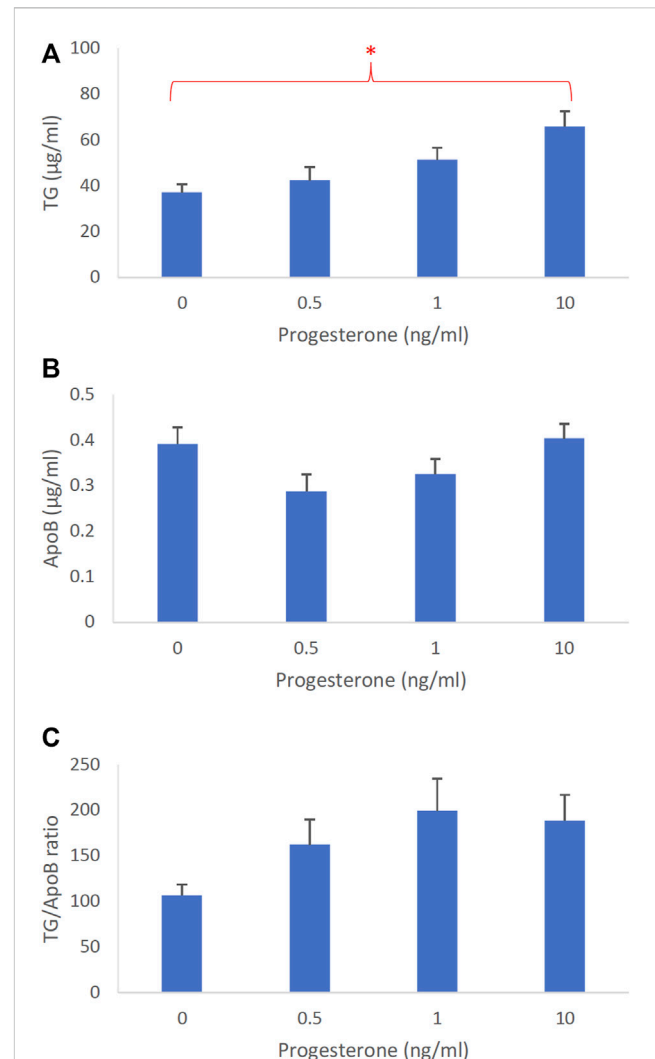 A
100
*
80
60
40
20
0
TG (µg/ml)
0 0.5 1 10
Progesterone (ng/ml)
B
0.5
0.4
0.3
0.2
0.1
0
ApoB (µg/ml)
0 0.5 1 10
Progesterone (ng/ml)
C
250
200
150
100
50
0
TG/ApoB ratio
0 0.5 1 10
Progesterone (ng/ml)